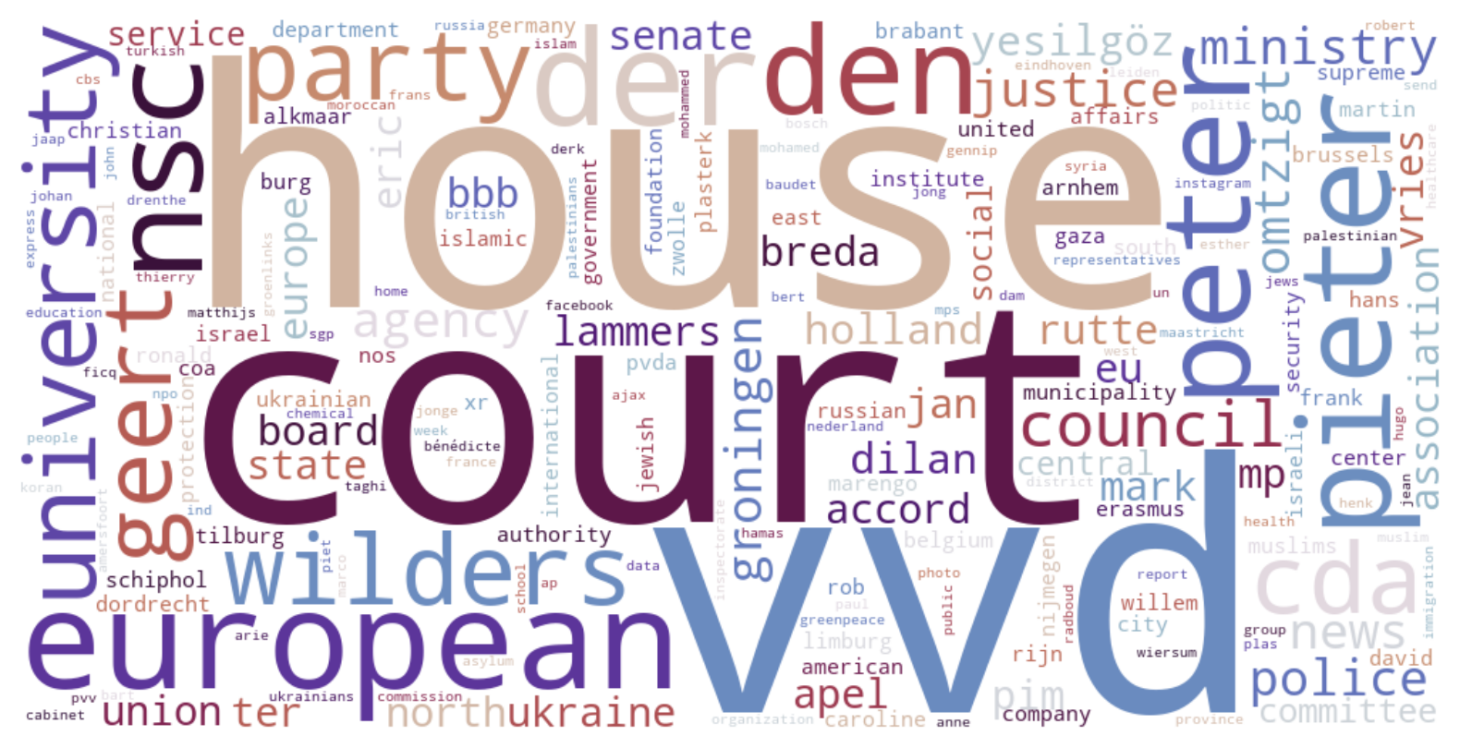 service
department
russia
germany
senate
brabant
yesilgöz
ministry
robert
turkish
islam
party
der
den
eindhoven
leiden
supreme
send
cbs
nsc
moroccan
frans
mohammed
justice
politic
martin
jaap
christian
john
alkmaar
eric
bosch
united
affairs
peter
omtzigt
brussels
healthcare
university
house
derk
plasterk
mohamed
gennip
vries
johan
drenthe
burg
bbb
foundation
baudet
institute
jong
syria
arnhem
instagram
pieter
british
palestinians
government
zwolle
east
social
express
national
europe
islamic
breda
gaza
south
esther
palestinian
thierry
groenlinks
representatives
jews
education
geert
matthijs
home
facebook
bert
dam
un
hans
association
israel
sgp
agency
lammers
holland
mps
rutte
maastricht
security
ronald
nos
ficq
coa
pvda
west
eu
npo
protection
ukrainian
chemical
jonge
xr
international
ajax
groningen
russian
jan
municipality
frank
court
board
week
nederland
council
hugo
people
bénédicte
jewish
dilan
central
mp
israeli
center
state
france
marengo
district
mark
jean
koran
taghi
accord
erasmus
henk
amersfoort
ind
tilburg
authority
hamas
belgium
health
muslims
muslim
schiphol
wilders
piet
marco
data
inspectorate
vvd
photo
report
cda
immigration
dordrecht
school
ap
rob
paul
public
nijmegen
radboud
willem
european
arie
greenpeace
city
group
news
limburg
plas
asylum
american
rijn
wiersum
david
pvv
bart
ukrainians
commission
apel
pim
police
cabinet
union
ter
north
ukraine
organization
caroline
anne
company
province
committee